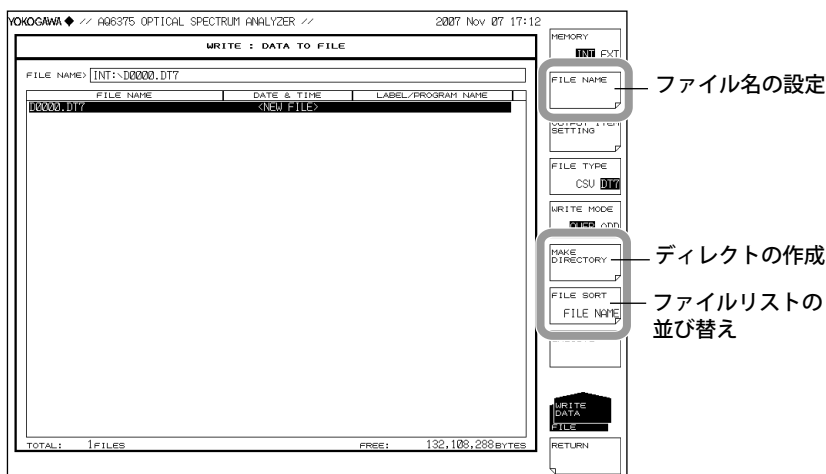 YOKOGAWA ◆ // AQ6375 OPTICAL SPECTRUM ANALYZER // 2007 Nov 07 17:12
WRITE : DATA TO FILE
FILE NAME> INT:\D0000.DT7
FILE NAME DATE & TIME LABEL/PROGRAM NAME
D0000.DT7 <NEW FILE>
TOTAL: 1FILES FREE: 132,108,288BYTES
MEMORY
INT EXT
FILE NAME
OUTPUT ITEM
SETTING
FILE TYPE
CSV DT7
WRITE MODE
OVER ADD
MAKE
DIRECTORY
FILE SORT
FILE NAME
WRITE
DATA
FILE
RETURN
ファイル名の設定
ディレクトの作成
ファイルリストの
並び替え